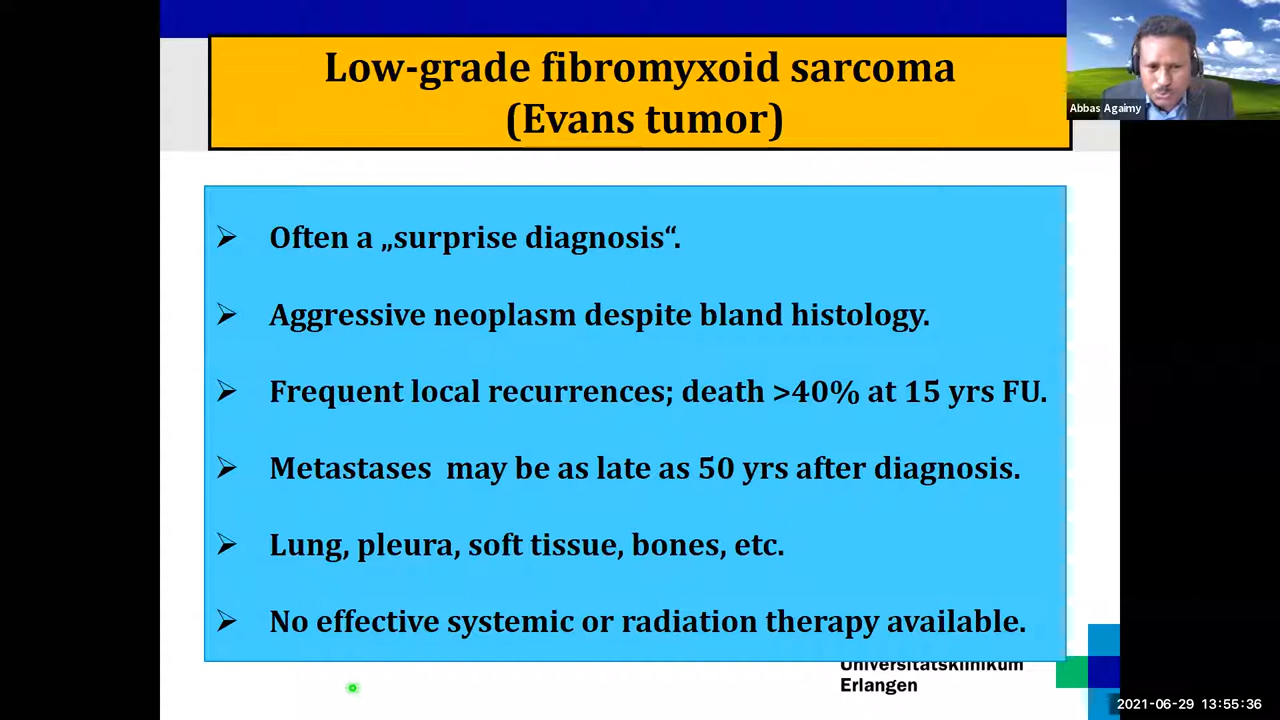 Low-grade fibromyxoid sarcoma
(Evans tumor)
Abbas Agaimy
➢ Often a „surprise diagnosis“.
➢ Aggressive neoplasm despite bland histology.
➢ Frequent local recurrences; death >40% at 15 yrs FU.
➢ Metastases  may be as late as 50 yrs after diagnosis.
➢ Lung, pleura, soft tissue, bones, etc.
➢ No effective systemic or radiation therapy available.
Universitätsklinikum
Erlangen
2021-06-29 13:55:36